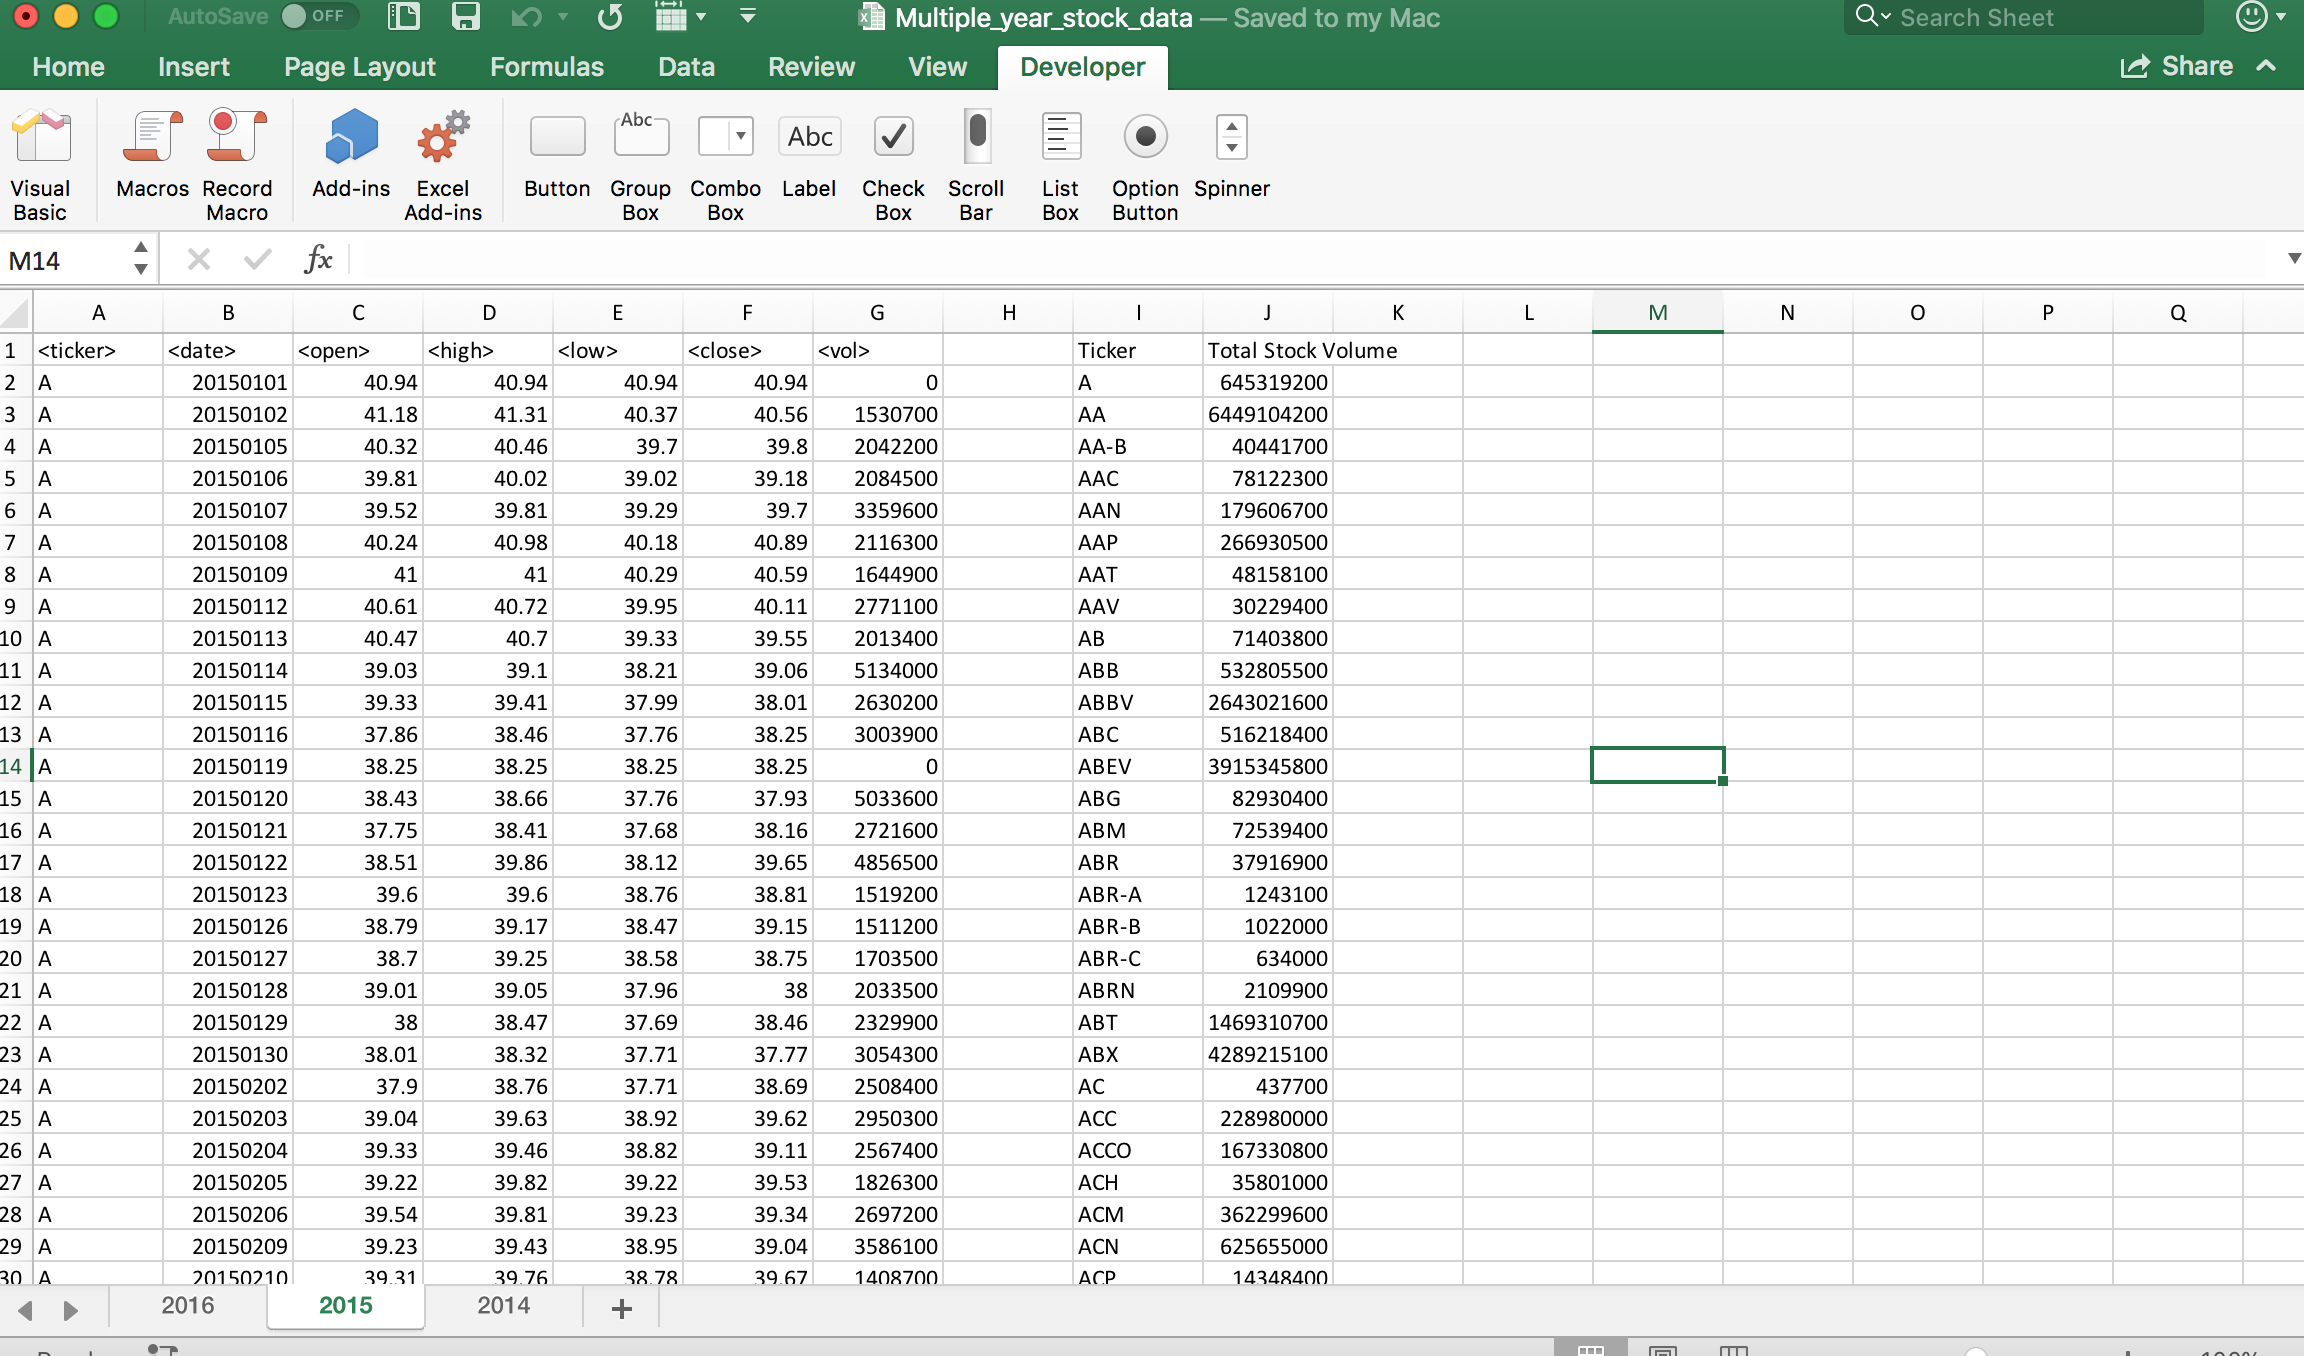 AutoSave OFF Multiple_year_stock_data — Saved to my Mac Search Sheet
Home Insert Page Layout Formulas Data Review View Developer Share
Visual Basic Macros Record Macro Add-ins Excel Add-ins Button Group Box Combo Box Label Check Box Scroll Bar List Box Option Button Spinner
Abc Abc
M14 fx
A B C D E F G H I J K L M N O P Q
1 <ticker> <date> <open> <high> <low> <close> <vol> Ticker Total Stock Volume
2 A 20150101 40.94 40.94 40.94 40.94 0 A 645319200
3 A 20150102 41.18 41.31 40.37 40.56 1530700 AA 6449104200
4 A 20150105 40.32 40.46 39.7 39.8 2042200 AA-B 40441700
5 A 20150106 39.81 40.02 39.02 39.18 2084500 AAC 78122300
6 A 20150107 39.52 39.81 39.29 39.7 3359600 AAN 179606700
7 A 20150108 40.24 40.98 40.18 40.89 2116300 AAP 266930500
8 A 20150109 41 41 40.29 40.59 1644900 AAT 48158100
9 A 20150112 40.61 40.72 39.95 40.11 2771100 AAV 30229400
10 A 20150113 40.47 40.7 39.33 39.55 2013400 AB 71403800
11 A 20150114 39.03 39.1 38.21 39.06 5134000 ABB 532805500
12 A 20150115 39.33 39.41 37.99 38.01 2630200 ABBV 2643021600
13 A 20150116 37.86 38.46 37.76 38.25 3003900 ABC 516218400
14 A 20150119 38.25 38.25 38.25 38.25 0 ABEV 3915345800
15 A 20150120 38.43 38.66 37.76 37.93 5033600 ABG 82930400
16 A 20150121 37.75 38.41 37.68 38.16 2721600 ABM 72539400
17 A 20150122 38.51 39.86 38.12 39.65 4856500 ABR 37916900
18 A 20150123 39.6 39.6 38.76 38.81 1519200 ABR-A 1243100
19 A 20150126 38.79 39.17 38.47 39.15 1511200 ABR-B 1022000
20 A 20150127 38.7 39.25 38.58 38.75 1703500 ABR-C 634000
21 A 20150128 39.01 39.05 37.96 38 2033500 ABRN 2109900
22 A 20150129 38 38.47 37.69 38.46 2329900 ABT 1469310700
23 A 20150130 38.01 38.32 37.71 37.77 3054300 ABX 4289215100
24 A 20150202 37.9 38.76 37.71 38.69 2508400 AC 437700
25 A 20150203 39.04 39.63 38.92 39.62 2950300 ACC 228980000
26 A 20150204 39.33 39.46 38.82 39.11 2567400 ACCO 167330800
27 A 20150205 39.22 39.82 39.22 39.53 1826300 ACH 35801000
28 A 20150206 39.54 39.81 39.23 39.34 2697200 ACM 362299600
29 A 20150209 39.23 39.43 38.95 39.04 3586100 ACN 625655000
30 A 20150210 39.31 39.76 38.78 39.67 1408700 ACP 14348400
2016 2015 2014 +